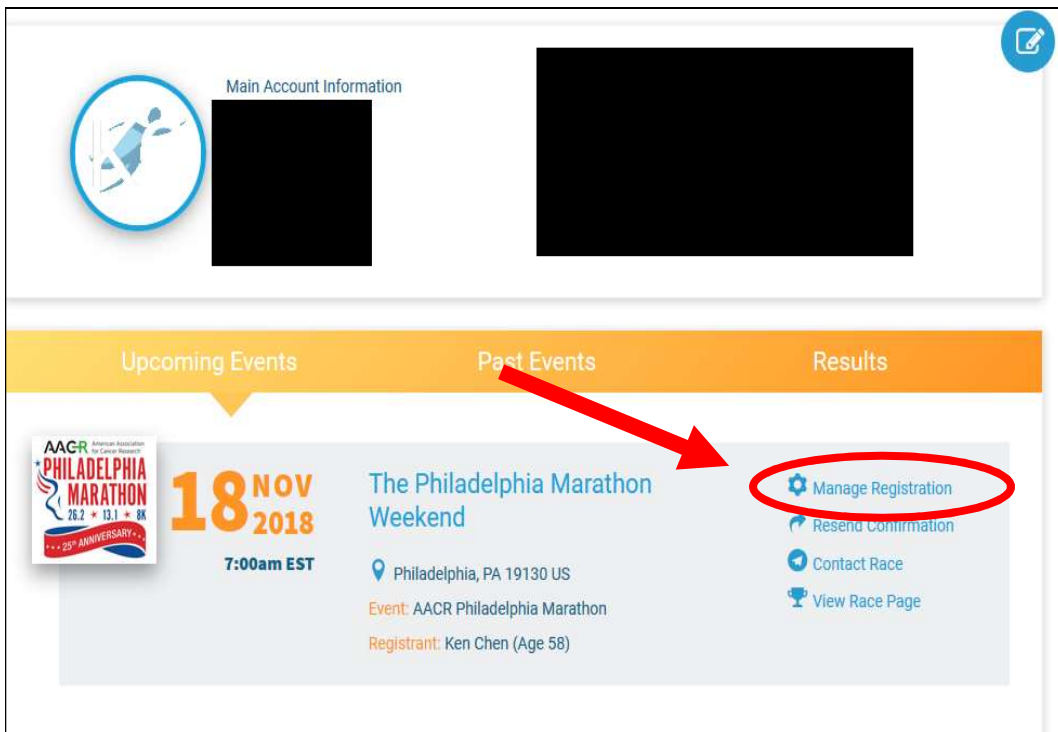 Main Account Information
Upcoming Events Past Events Results
AACR American Association
for Cancer Research
PHILADELPHIA
MARATHON
26.2 ★ 13.1 ★ 8K
25th ANNIVERSARY
18 NOV
2018
7:00am EST
The Philadelphia Marathon
Weekend
Philadelphia, PA 19130 US
Event: AACR Philadelphia Marathon
Registrant: Ken Chen (Age 58)
Manage Registration
Resend Confirmation
Contact Race
View Race Page